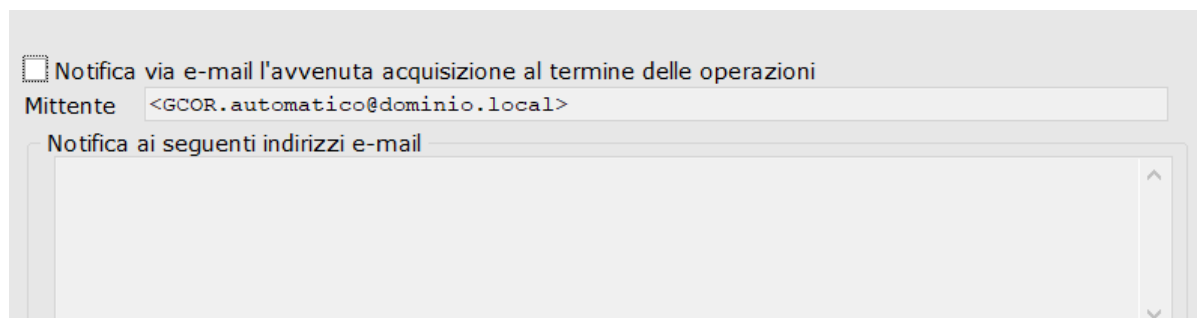 Notifica via e-mail l'avvenuta acquisizione al termine delle operazioni
Mittente <GCOR.automatico@dominio.local>
Notifica ai seguenti indirizzi e-mail